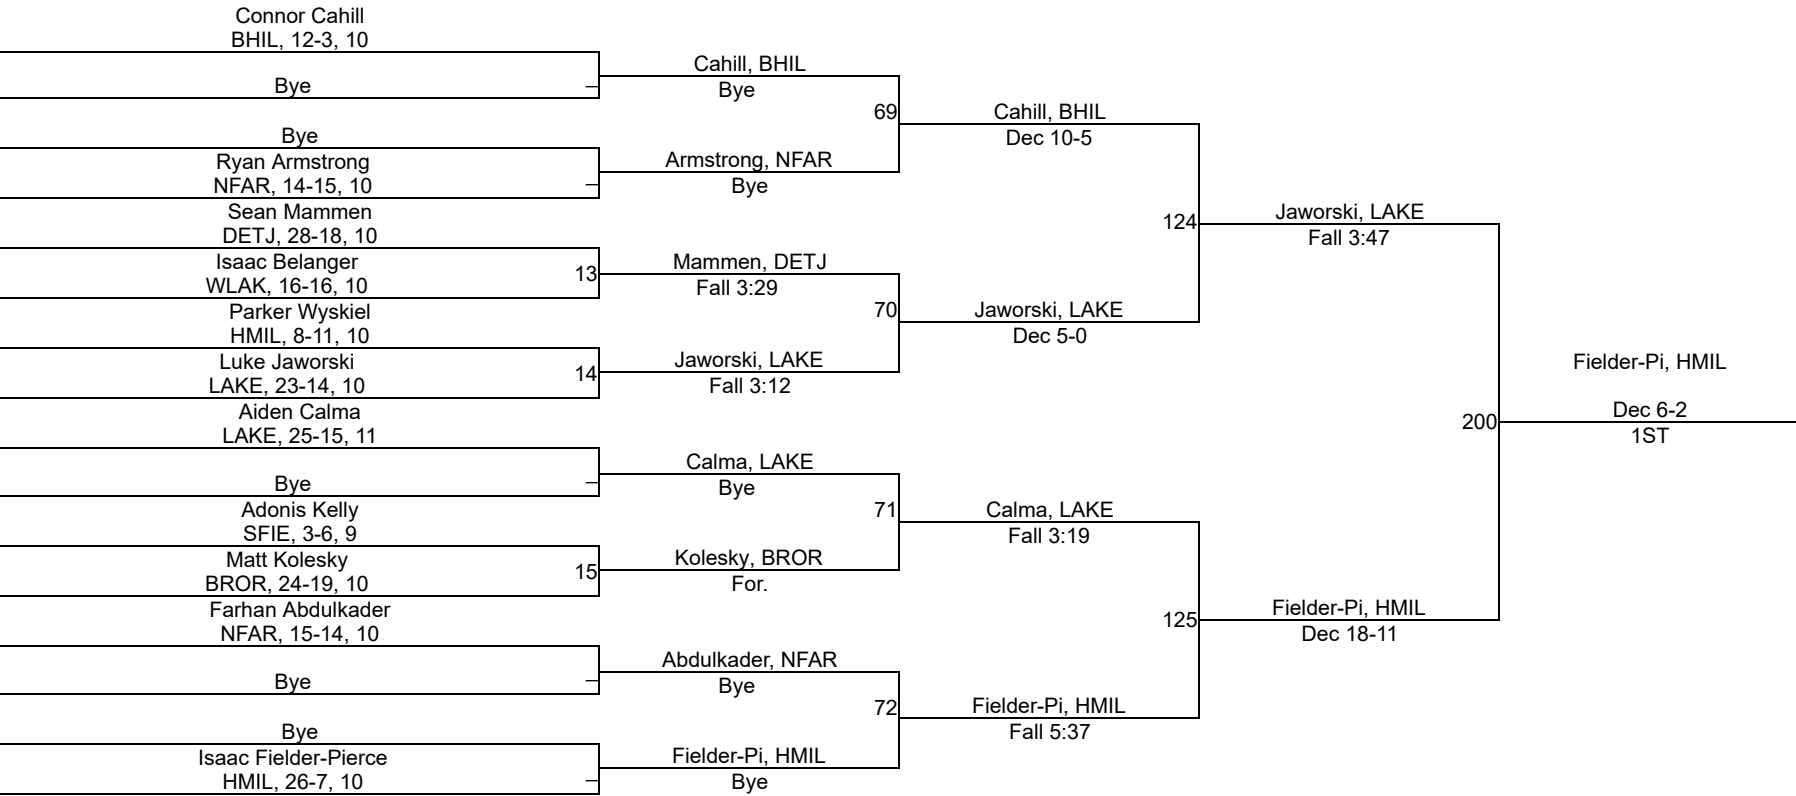 Connor Cahill
BHIL, 12-3, 10
Bye
Bye
Ryan Armstrong
NFAR, 14-15, 10
Sean Mammen
DETJ, 28-18, 10
Isaac Belanger
WLAK, 16-16, 10
13
Parker Wyskiel
HMIL, 8-11, 10
Luke Jaworski
LAKE, 23-14, 10
14
Aiden Calma
LAKE, 25-15, 11
Bye
Adonis Kelly
SFIE, 3-6, 9
Matt Kolesky
BROR, 24-19, 10
15
Farhan Abdulkader
NFAR, 15-14, 10
Bye
Bye
Isaac Fielder-Pierce
HMIL, 26-7, 10
Cahill, BHIL
Bye
69
Armstrong, NFAR
Bye
Mammen, DETJ
Fall 3:29
70
Jaworski, LAKE
Fall 3:12
Calma, LAKE
Bye
71
Kolesky, BROR
For.
Abdulkader, NFAR
Bye
72
Fielder-Pi, HMIL
Bye
Cahill, BHIL
Dec 10-5
124
Jaworski, LAKE
Dec 5-0
Calma, LAKE
Fall 3:19
125
Fielder-Pi, HMIL
Fall 5:37
Jaworski, LAKE
Fall 3:47
200
Fielder-Pi, HMIL
Dec 18-11
Fielder-Pi, HMIL
Dec 6-2
1ST